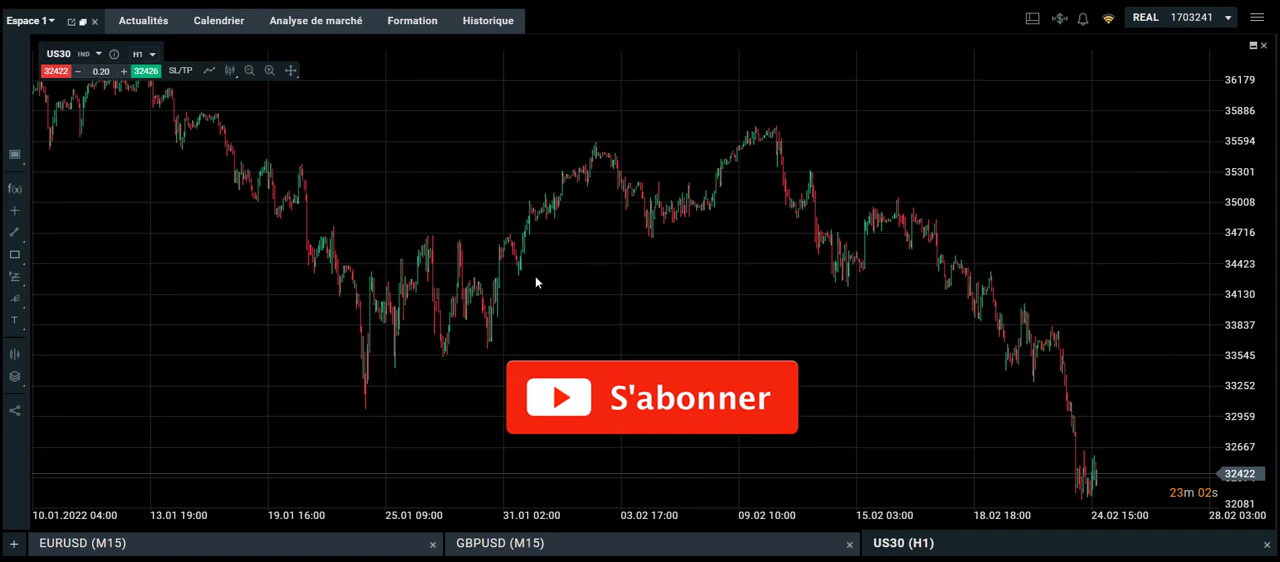 Espace 1 Actualités Calendrier Analyse de marché Formation Historique REAL 1703241
US30 IND H1
32422 − 0.20 + 32426 SL/TP
36179
35886
35594
35301
f(x)
35008
34716
34423
34130
T
33837
33545
33252
S'abonner
32959
32667
32422
23m 02s
32081
10.01.2022 04:00 13.01 19:00 19.01 16:00 25.01 09:00 31.01 02:00 03.02 17:00 09.02 10:00 15.02 03:00 18.02 18:00 24.02 15:00 28.02 03:00
EURUSD (M15) GBPUSD (M15) US30 (H1)